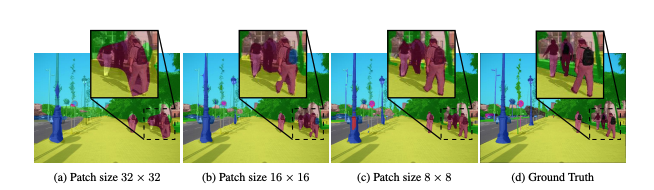 (a) Patch size 32 × 32 (b) Patch size 16 × 16 (c) Patch size 8 × 8 (d) Ground Truth